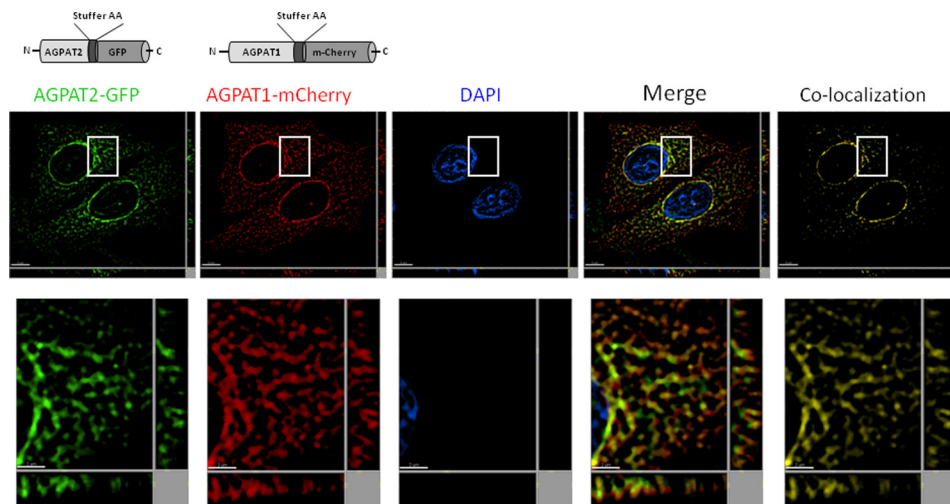 Stuffer AA
Stuffer AA
N
AGPAT2
GFP
C
N
AGPAT1
m-Cherry
C
AGPAT2-GFP
AGPAT1-mCherry
DAPI
Merge
Co-localization